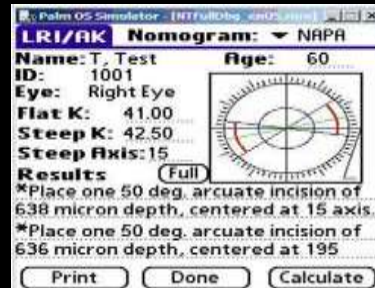 Palm OS Simulator - [NTFullDbg_enUS.
LRI/AK Nomogram: NAPA
Name: T, Test Age: 60
ID: 1001
Eye: Right Eye
Flat K: 41.00
Steep K: 42.50
Steep Axis: 15
Results Full
*Place one 50 deg. arcuate incision of
638 micron depth, centered at 15 axis.
*Place one 50 deg. arcuate incision of
636 micron depth, centered at 195
Print Done Calculate